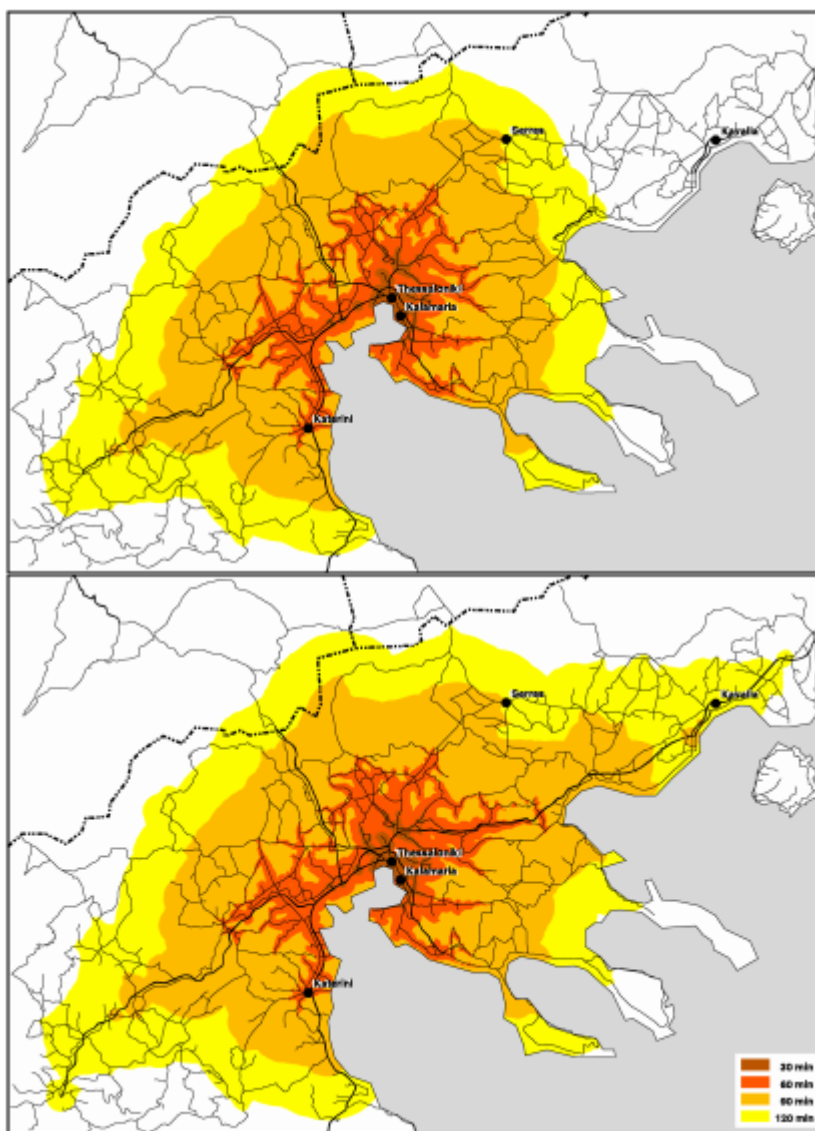 Serres
Kavalla
Thessaloniki
Kalamaria
Katerini
Serres
Kavalla
Thessaloniki
Kalamaria
Katerini
30 min
60 min
90 min
120 min